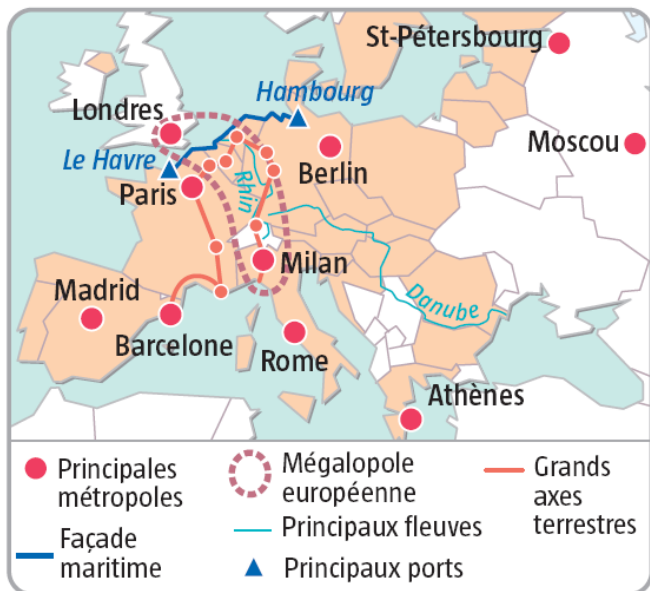 St-Pétersbourg
Hambourg
Londres
Moscou
Le Havre
Berlin
Paris
Rhin
Milan
Madrid
Danube
Barcelone
Rome
Athènes
Principales
métropoles
Mégalopole
européenne
Grands
axes
terrestres
Façade
maritime
Principaux fleuves
Principaux ports